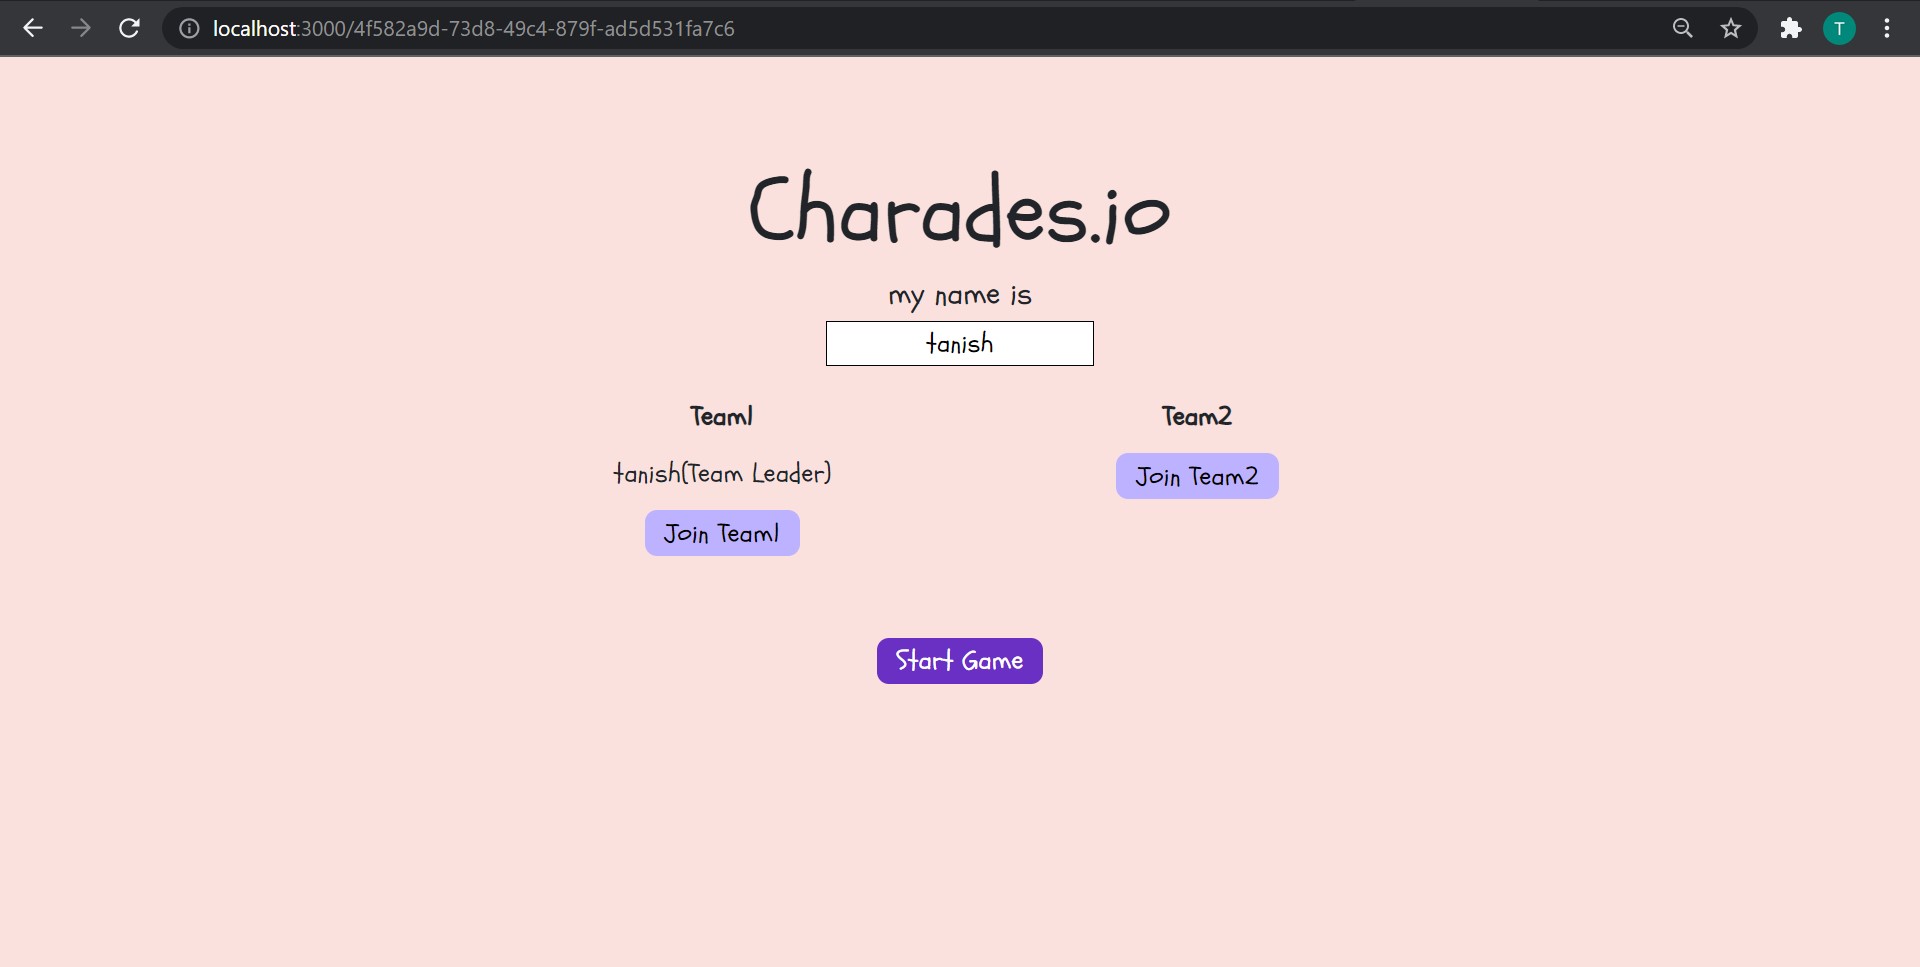 localhost:3000/4f582a9d-73d8-49c4-879f-ad5d531fa7c6
T
Charades.io
my name is
tanish
Team1
Team2
tanish(Team Leader)
Join Team2
Join Team1
Start Game